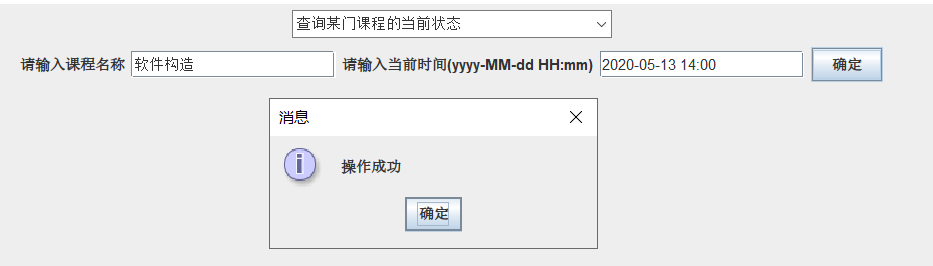 查询某门课程的当前状态
请输入课程名称 软件构造 请输入当前时间(yyyy-MM-dd HH:mm) 2020-05-13 14:00 确定
消息
操作成功
确定